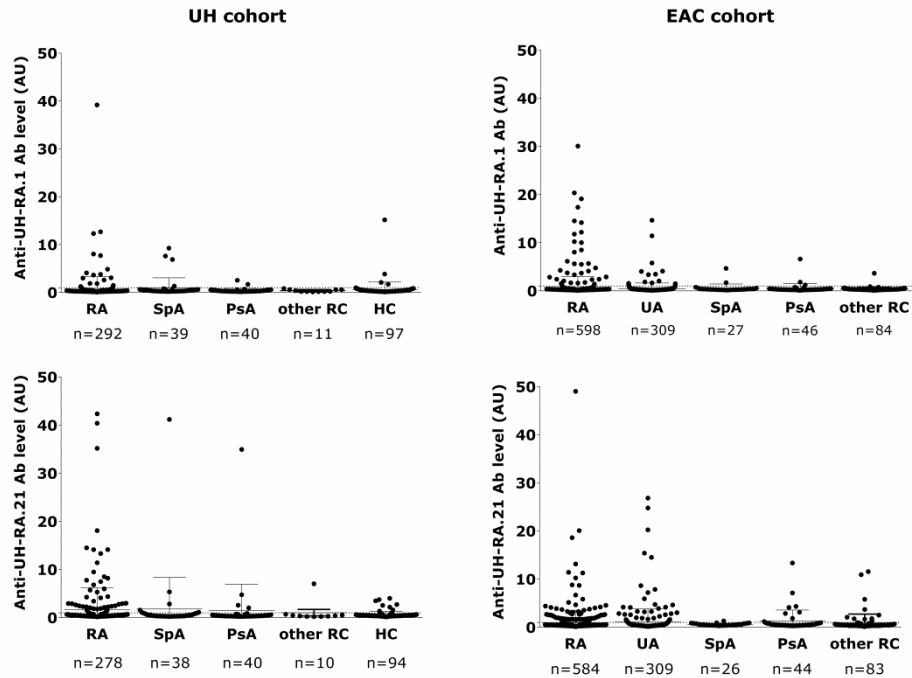 UH cohort
EAC cohort
Anti-UH-RA.1 Ab level (AU)
50
40
30
20
10
0
RA SpA PsA other RC HC
n=292 n=39 n=40 n=11 n=97
Anti-UH-RA.1 Ab (AU)
50
40
30
20
10
0
RA UA SpA PsA other RC
n=598 n=309 n=27 n=46 n=84
Anti-UH-RA.21 Ab level (AU)
50
40
30
20
10
0
RA SpA PsA other RC HC
n=278 n=38 n=40 n=10 n=94
Anti-UH-RA.21 Ab level (AU)
50
40
30
20
10
0
RA UA SpA PsA other RC
n=584 n=309 n=26 n=44 n=83